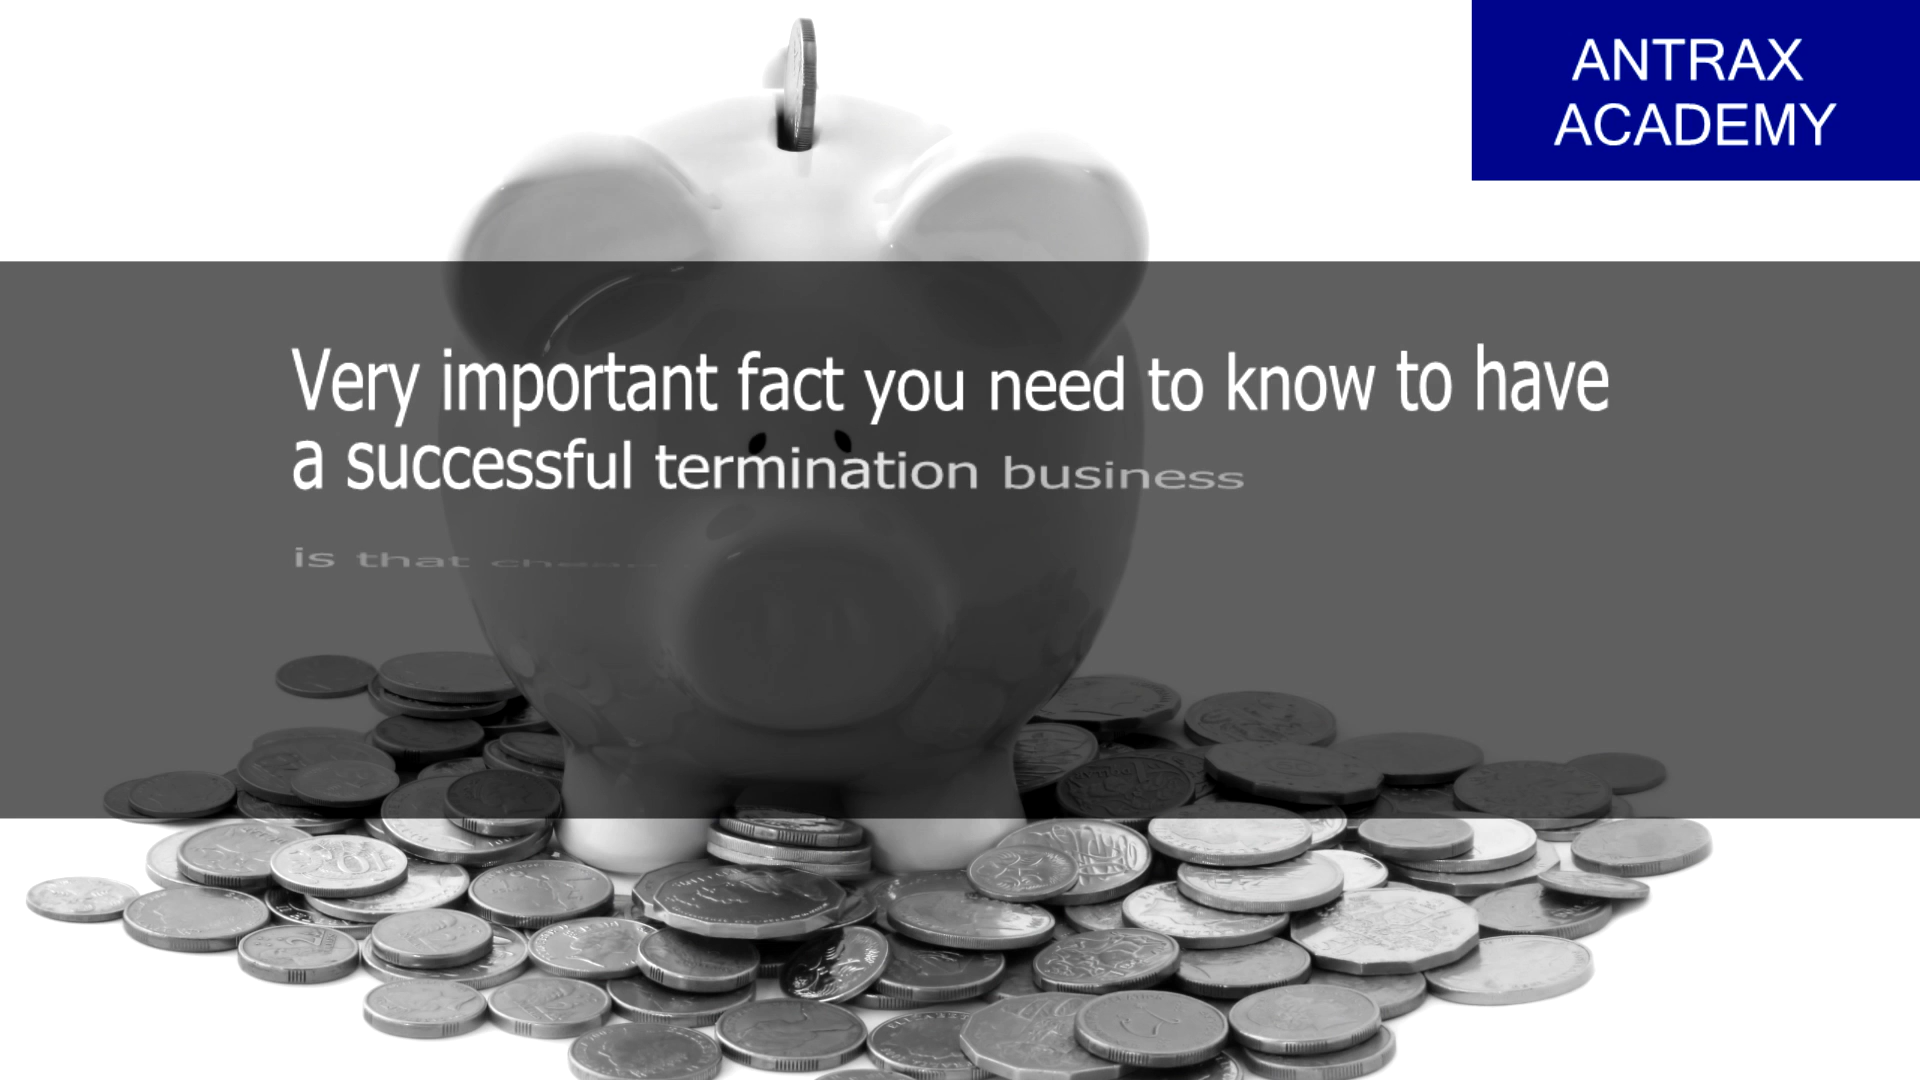 ANTRAX
ACADEMY
Very important fact you need to know to have
a successful termination business
is that